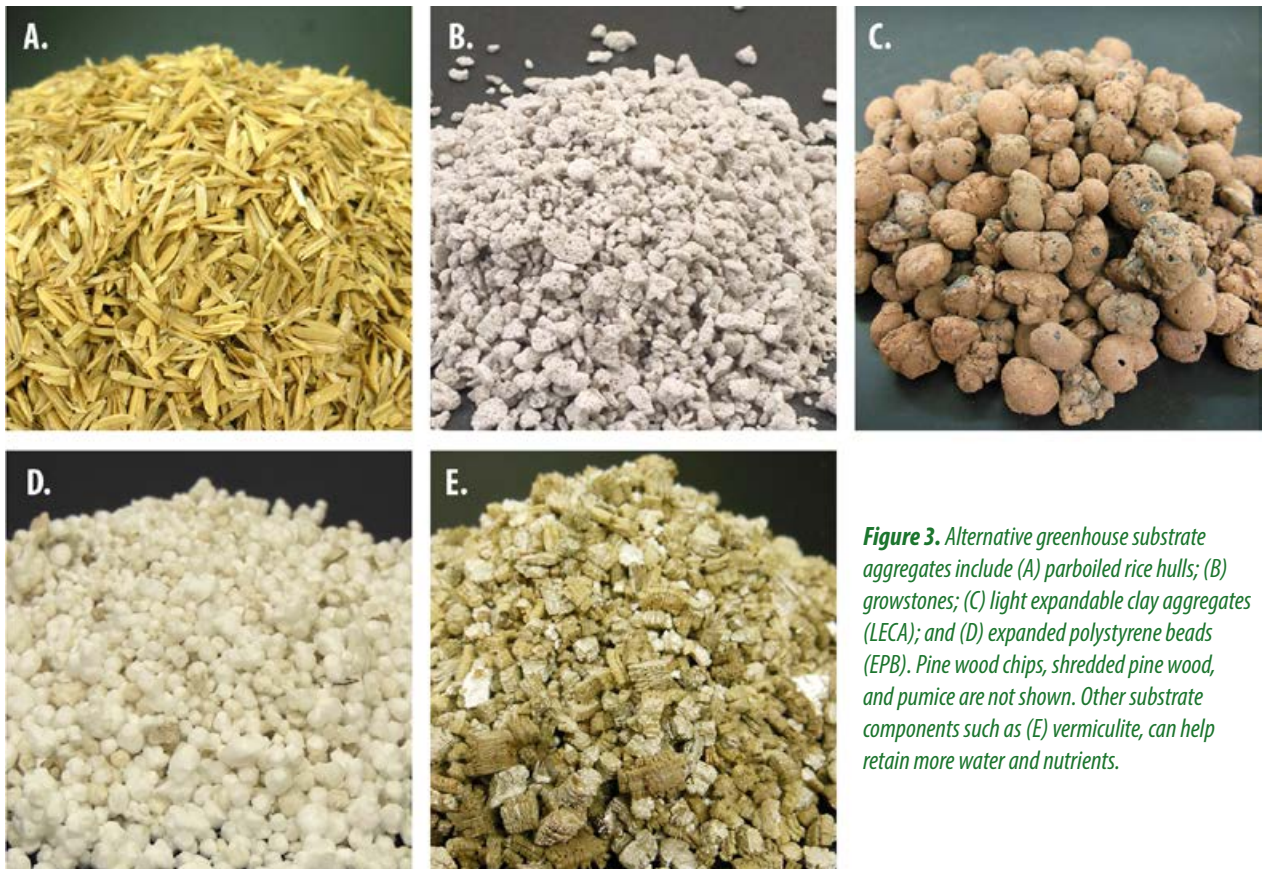 A.
B.
C.
D.
E.
Figure 3. Alternative greenhouse substrate
aggregates include (A) parboiled rice hulls; (B)
growstones; (C) light expandable clay aggregates
(LECA); and (D) expanded polystyrene beads
(EPB). Pine wood chips, shredded pine wood,
and pumice are not shown. Other substrate
components such as (E) vermiculite, can help
retain more water and nutrients.